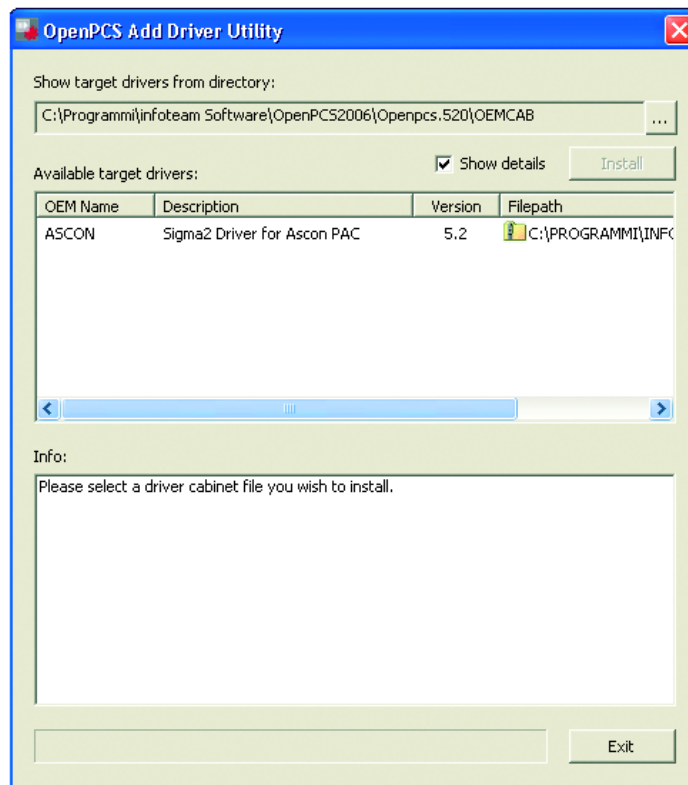 OpenPCS Add Driver Utility
Show target drivers from directory:
C:\Programmi\infoteam Software\OpenPCS2006\Openpcs.520\OEMCAB
...
Show details
Install
Available target drivers:
OEM Name Description Version Filepath
ASCON Sigma2 Driver for Ascon PAC 5.2 C:\PROGRAMMI\INFO
Info:
Please select a driver cabinet file you wish to install.
Exit